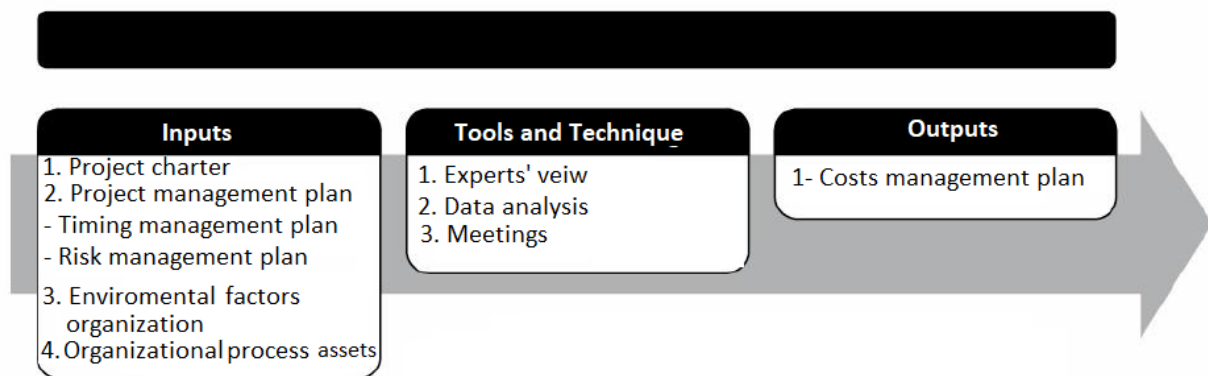 Inputs
1. Project charter
2. Project management plan
- Timing management plan
- Risk management plan
3. Enviromental factors
organization
4.Organizational process assets
Tools and Technique
1. Experts' veiw
2. Data analysis
3. Meetings
Outputs
1- Costs management plan